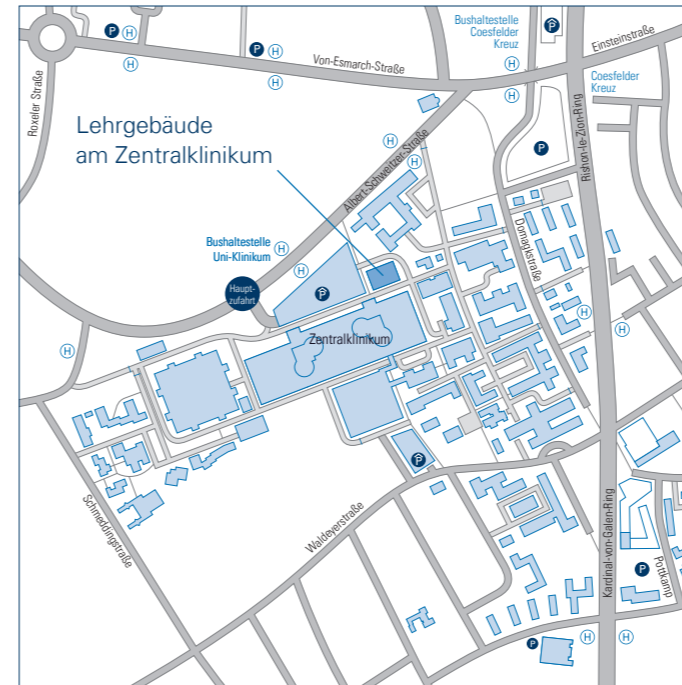 Bushaltestelle
Coesfelder
Kreuz
P
H
P
H
P
H
H
H
H
Von-Esmarch-Straße
Einsteinstraße
Coesfelder
Kreuz
Roxeler Straße
Lehrgebäude
am Zentralklinikum
Albert-Schweitzer-Straße
Rishon-le-Zion-Ring
H
H
P
Domagkstraße
Bushaltestelle
Uni-Klinikum
H
H
Haupt-
zufahrt
P
Zentralklinikum
H
H
H
P
Schmeddingstraße
Waldeyerstraße
Kardinal-von-Galen-Ring
P
Pottkamp
P
H
H